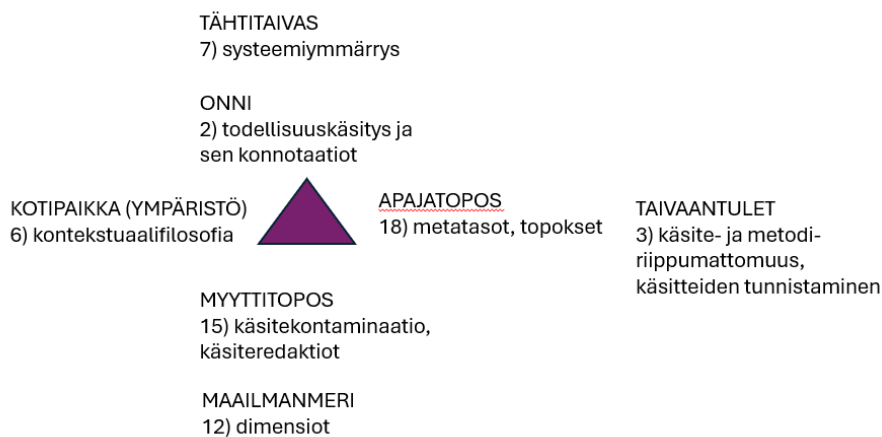 TÄHTITAIVAS
7) systeemiymmärrys
ONNI
2) todellisuuskäsitys ja
sen konnotaatiot
KOTIPAIKKA (YMPÄRISTÖ)
6) kontekstuaalifilosofia
APAJATOPOS
18) metatasot, topokset
TAIVAANTULET
3) käsite- ja metodi-
riippumattomuus,
käsitteiden tunnistaminen
MYYTTITOPOS
15) käsitekontaminaatio,
käsiteredaktiot
MAAILMANMERI
12) dimensiot